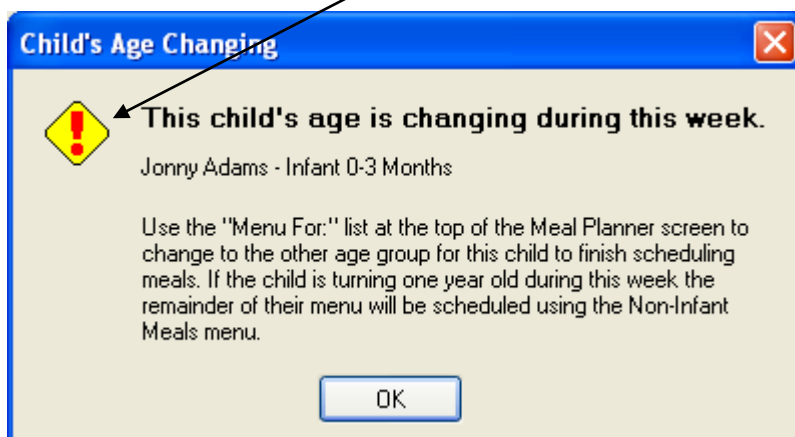 Child's Age Changing
This child's age is changing during this week.
Jonny Adams - Infant 0-3 Months
Use the "Menu For:" list at the top of the Meal Planner screen to
change to the other age group for this child to finish scheduling
meals. If the child is turning one year old during this week the
remainder of their menu will be scheduled using the Non-Infant
Meals menu.
OK